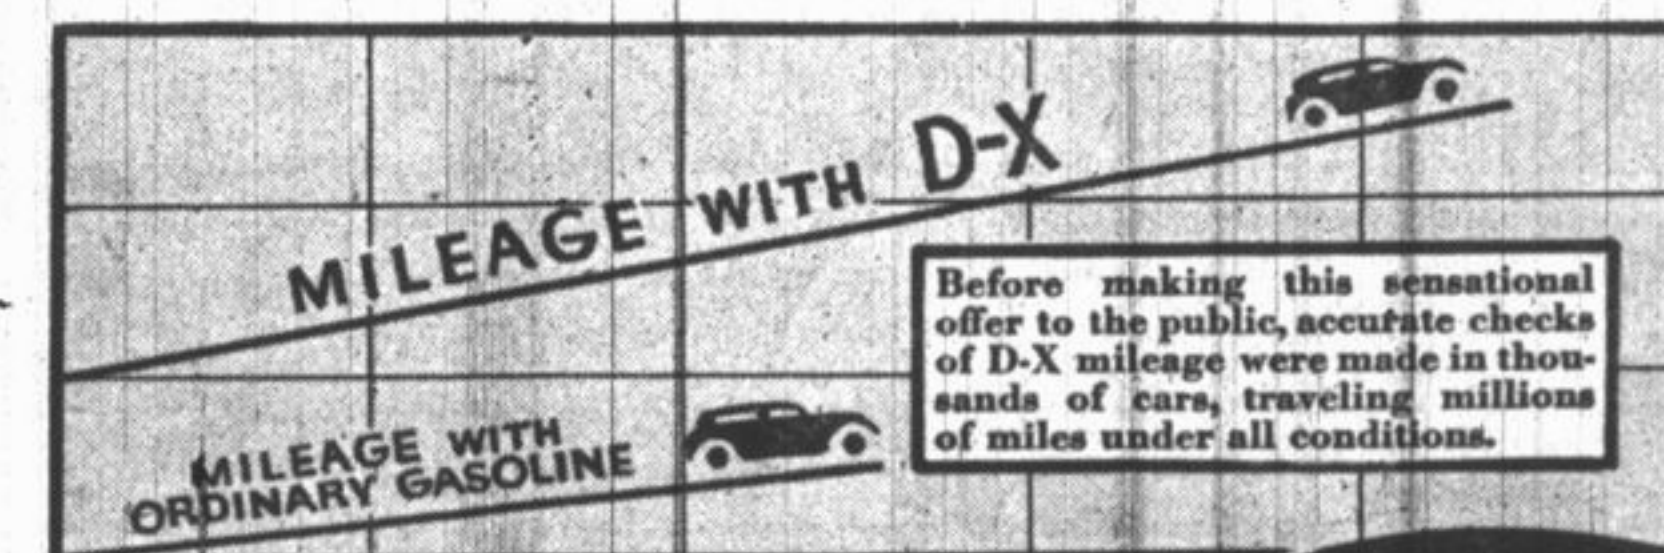 MILEAGE WITH D-X
Before making this sensational
offer to the public, accurate checks
of D-X mileage were made in thou-
sands of cars, traveling millions
of miles under all conditions.
MILEAGE WITH
ORDINARY GASOLINE